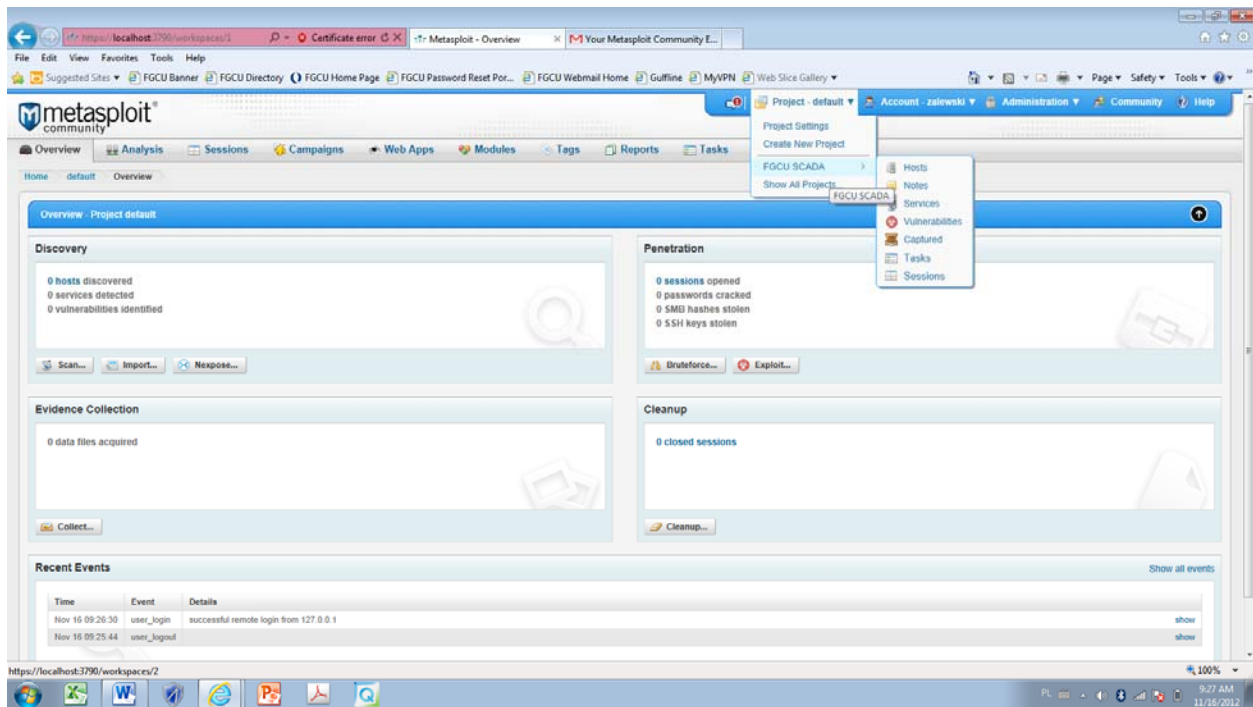 https://localhost:3790/workspaces/1 Certificate error Metasploit - Overview Your Metasploit Community E...
File Edit View Favorites Tools Help
Suggested Sites FGCU Banner FGCU Directory FGCU Home Page FGCU Password Reset Por... FGCU Webmail Home Gulfline MyVPN Web Slice Gallery Page Safety Tools
metasploit®
community
Project - default Account - zalewski Administration Community Help
Project Settings
Create New Project
FGCU SCADA
Show All Projects...
FGCU SCADA
Hosts
Notes
Services
Vulnerabilities
Captured
Tasks
Sessions
Overview Analysis Sessions Campaigns Web Apps Modules Tags Reports Tasks
Home default Overview
Overview - Project default
Discovery
0 hosts discovered
0 services detected
0 vulnerabilities identified
Scan... Import... Nexpose...
Penetration
0 sessions opened
0 passwords cracked
0 SMB hashes stolen
0 SSH keys stolen
Bruteforce... Exploit...
Evidence Collection
0 data files acquired
Collect...
Cleanup
0 closed sessions
Cleanup...
Recent Events Show all events
Time Event Details
Nov 16 09:26:30 user_login successful remote login from 127.0.0.1 show
Nov 16 09:25:44 user_logout show
https://localhost:3790/workspaces/2 100%
PL 9:27 AM
11/16/2012